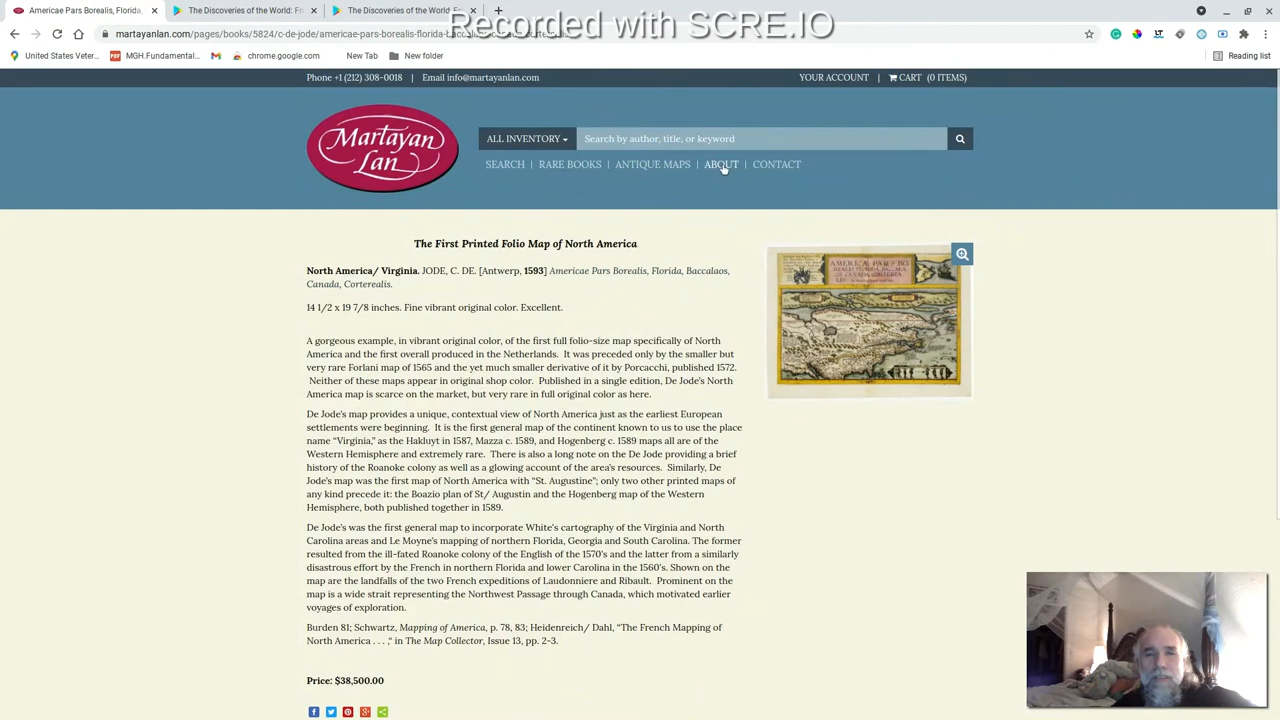 American Pars Borealis, Florida,
The Discoveries of the World: Fr
The Discoveries of the World: F
Recorded with SCRE.IO
martayanlan.com/pages/books/5824/c-de-jode/americae-pars-borealis-florida-
United States Veter...
MGH.Fundamental...
chrome.google.com
New Tab
New folder
Reading list
Phone +1 (212) 308-0018 | Email info@martayanlan.com
YOUR ACCOUNT | CART (0 ITEMS)
Martayan
Lan
ALL INVENTORY
Search by author, title, or keyword
SEARCH | RARE BOOKS | ANTIQUE MAPS | ABOUT | CONTACT
The First Printed Folio Map of North America
North America/ Virginia. JODE, C. DE. [Antwerp, 1593] Americae Pars Borealis, Florida, Baccalaos,
Canada, Corterealis.
14 1/2 x 19 7/8 inches. Fine vibrant original color. Excellent.
A gorgeous example, in vibrant original color, of the first full folio-size map specifically of North
America and the first overall produced in the Netherlands. It was preceded only by the smaller but
very rare Forlani map of 1565 and the yet much smaller derivative of it by Porcacchi, published 1572.
Neither of these maps appear in original shop color. Published in a single edition, De Jode's North
America map is scarce on the market, but very rare in full original color as here.
De Jode's map provides a unique, contextual view of North America just as the earliest European
settlements were beginning. It is the first general map of the continent known to us to use the place
name “Virginia,” as the Hakluyt in 1587, Mazza c. 1589, and Hogenberg c. 1589 maps all are of the
Western Hemisphere and extremely rare. There is also a long note on the De Jode providing a brief
history of the Roanoke colony as well as a glowing account of the area's resources. Similarly, De
Jode's map was the first map of North America with “St. Augustine”; only two other printed maps of
any kind precede it: the Boazio plan of St/ Augustin and the Hogenberg map of the Western
Hemisphere, both published together in 1589.
De Jode's was the first general map to incorporate White's cartography of the Virginia and North
Carolina areas and Le Moyne's mapping of northern Florida, Georgia and South Carolina. The former
resulted from the ill-fated Roanoke colony of the English of the 1570's and the latter from a similarly
disastrous effort by the French in northern Florida and lower Carolina in the 1560's. Shown on the
map are the landfalls of the two French expeditions of Laudonniere and Ribault. Prominent on the
map is a wide strait representing the Northwest Passage through Canada, which motivated earlier
voyages of exploration.
Burden 81; Schwartz, Mapping of America, p. 78, 83; Heidenreich/ Dahl, “The French Mapping of
North America . . . ,“ in The Map Collector, Issue 13, pp. 2-3.
Price: $38,500.00